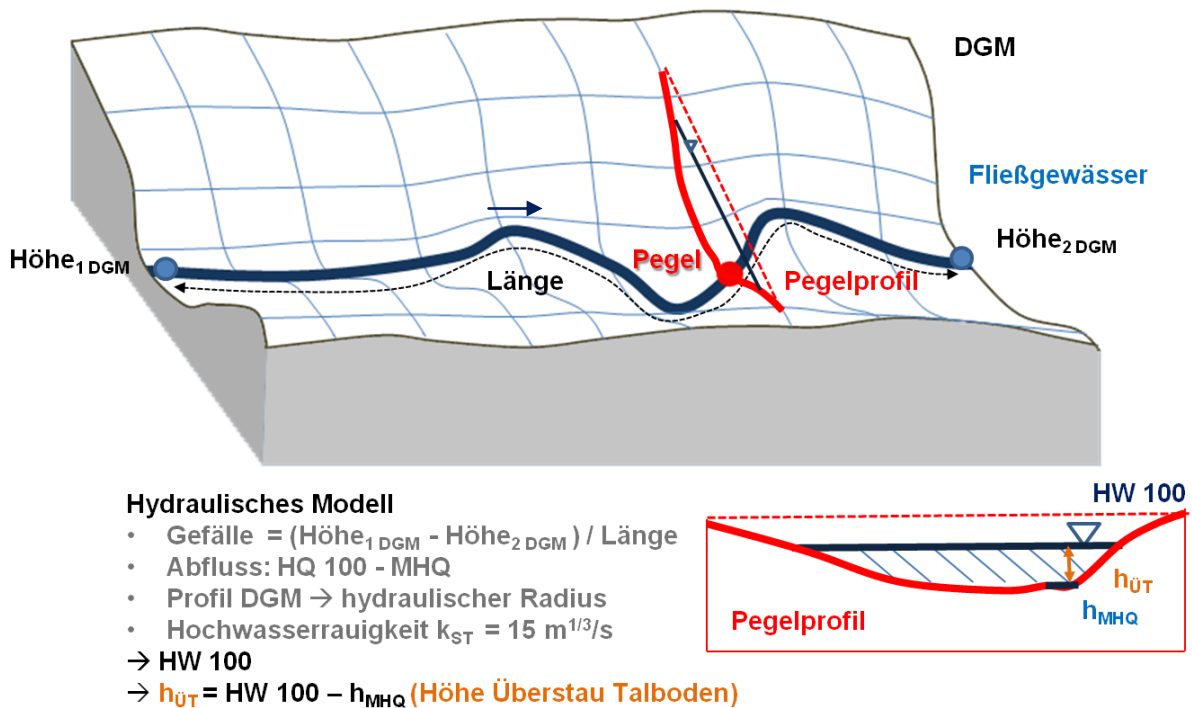 DGM
Fließgewässer
Höhe1 DGM
Höhe2 DGM
Pegel
Länge
Pegelprofil
Hydraulisches Modell
• Gefälle = (Höhe1 DGM - Höhe2 DGM ) / Länge
• Abfluss: HQ 100 - MHQ
• Profil DGM → hydraulischer Radius
• Hochwasserrauigkeit kST = 15 m1/3/s
→ HW 100
→ hÜT = HW 100 – hMHQ (Höhe Überstau Talboden)
HW 100
hÜT
hMHQ
Pegelprofil